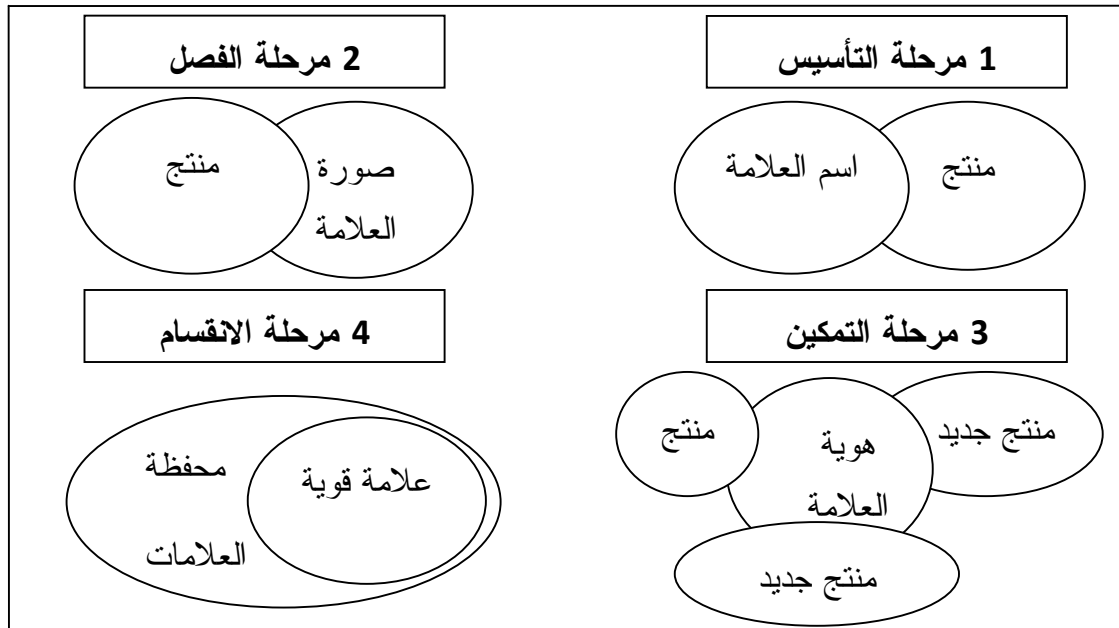 1 مرحلة التأسيس
اسم العلامة
منتج
2 مرحلة الفصل
منتج
صورة
العلامة
3 مرحلة التمكين
منتج جديد
هوية
العلامة
منتج
منتج جديد
4 مرحلة الانقسام
علامة قوية
محفظة
العلامات